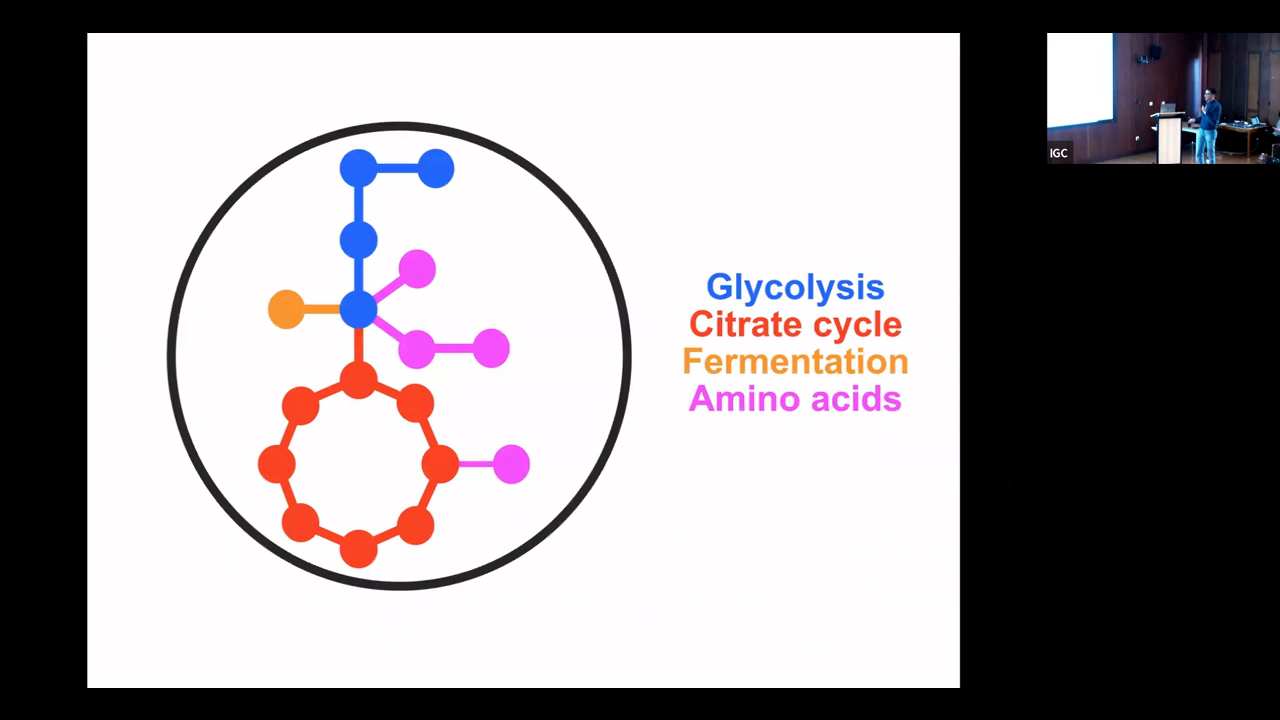 Glycolysis
Citrate cycle
Fermentation
Amino acids
IGC